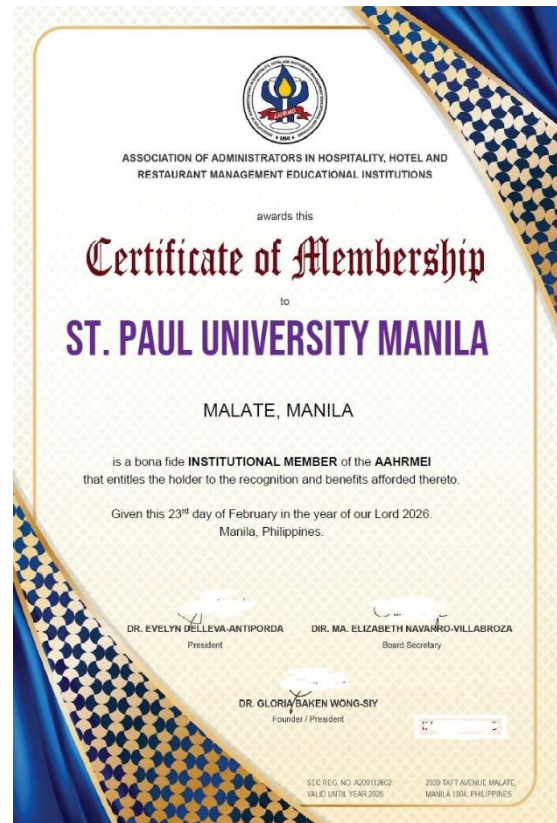 AAHRMEI
MMI
ASSOCIATION OF ADMINISTRATORS IN HOSPITALITY, HOTEL AND
RESTAURANT MANAGEMENT EDUCATIONAL INSTITUTIONS
awards this
Certificate of Membership
to
ST. PAUL UNIVERSITY MANILA
MALATE, MANILA
is a bona fide INSTITUTIONAL MEMBER of the AAHRMEI
that entitles the holder to the recognition and benefits afforded thereto.
Given this 23rd day of February in the year of our Lord 2026.
Manila, Philippines.
DR. EVELYN DELLEVA-ANTIPORDA
President
DIR. MA. ELIZABETH NAVARRO-VILLABROZA
Board Secretary
DR. GLORIA BAKEN WONG-SIY
Founder / President
SEC REG. NO. A200112602
VALID UNTIL YEAR 2026
2339 TAFT AVENUE MALATE,
MANILA 1004, PHILIPPINES